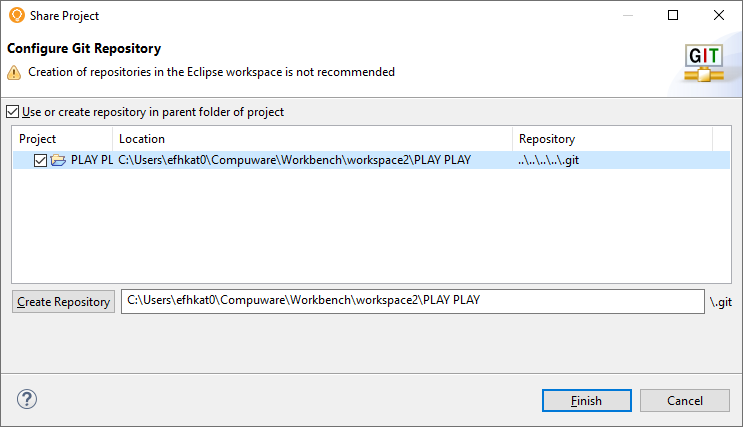 Share Project
Configure Git Repository
Creation of repositories in the Eclipse workspace is not recommended
GIT
Use or create repository in parent folder of project
Project Location Repository
PLAY PL C:\Users\efhkat0\Compuware\Workbench\workspace2\PLAY PLAY ..\..\..\..\.git
Create Repository C:\Users\efhkat0\Compuware\Workbench\workspace2\PLAY PLAY \.git
? Finish Cancel